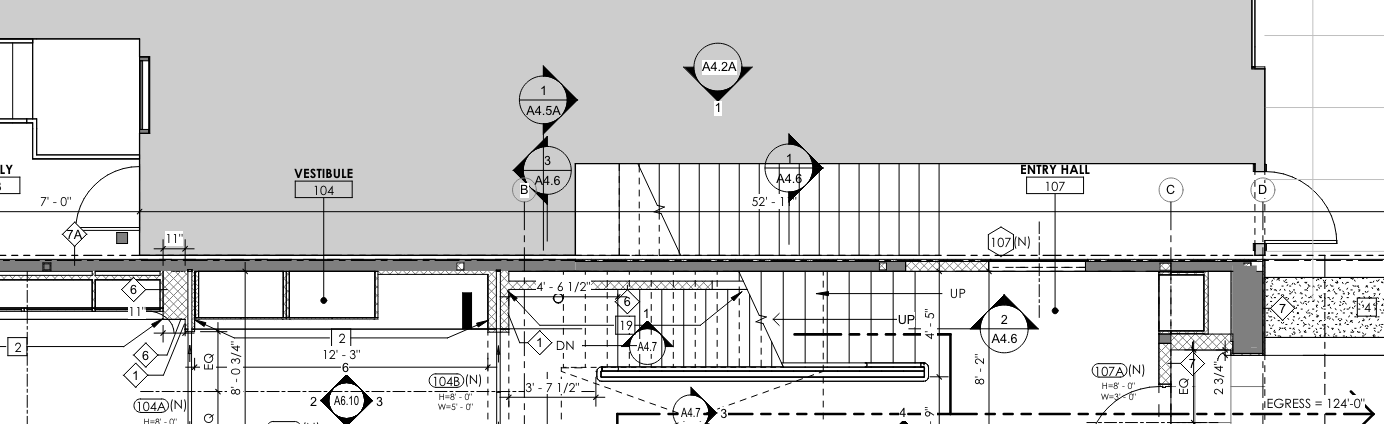 A4.2A
1
1
A4.5A
3
A4.6
1
A4.6
LY
VESTIBULE
104
ENTRY HALL
107
B
C
D
7' - 0"
52' - 1
7A
11"
107 (N)
6
4' - 6 1/2"
6
UP
7
4
11"
19
1
UP
4' - 5"
2
A4.6
2
2
1
DN
A4.7
12' - 3"
EQ
8' - 0 3/4"
6
1
6
3' - 7 1/2"
8' - 2"
7
EQ
2 3/4"
104B (N)
H=8' - 0"
W=5' - 0"
107A (N)
H=8' - 0"
W=3' - 0"
104A (N)
H=8' - 0"
Q
2
A6.10
3
A4.7
3
4
9"
EGRESS = 124'-0"